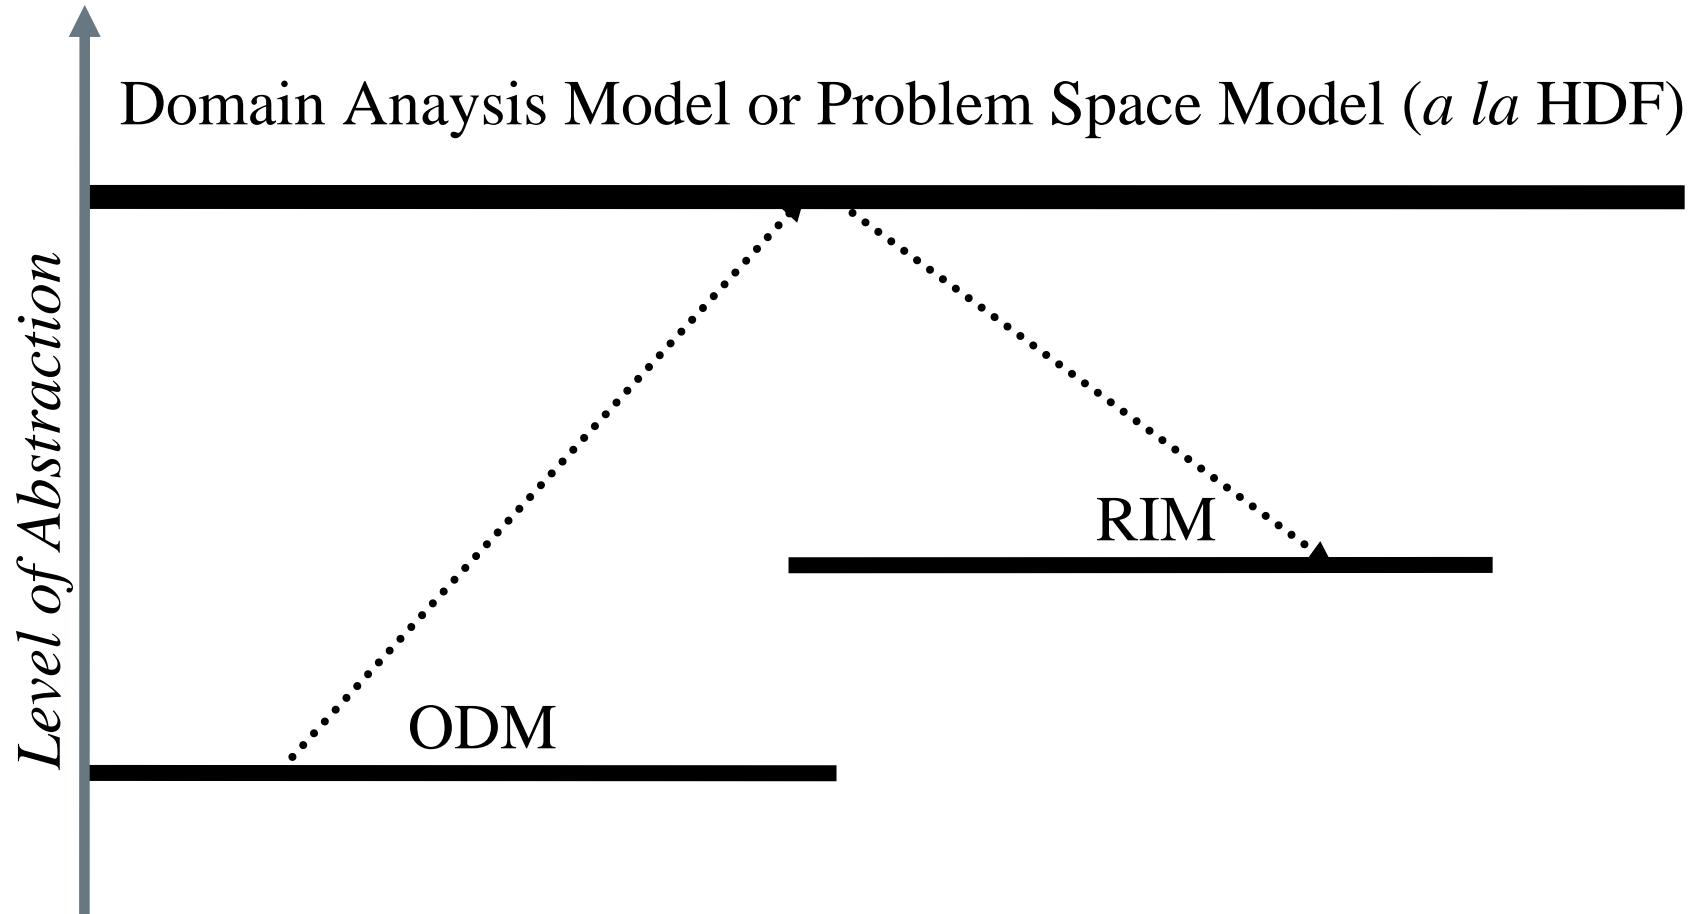 Domain Anaysis Model or Problem Space Model (a la HDF)
Level of Abstraction
RIM
ODM